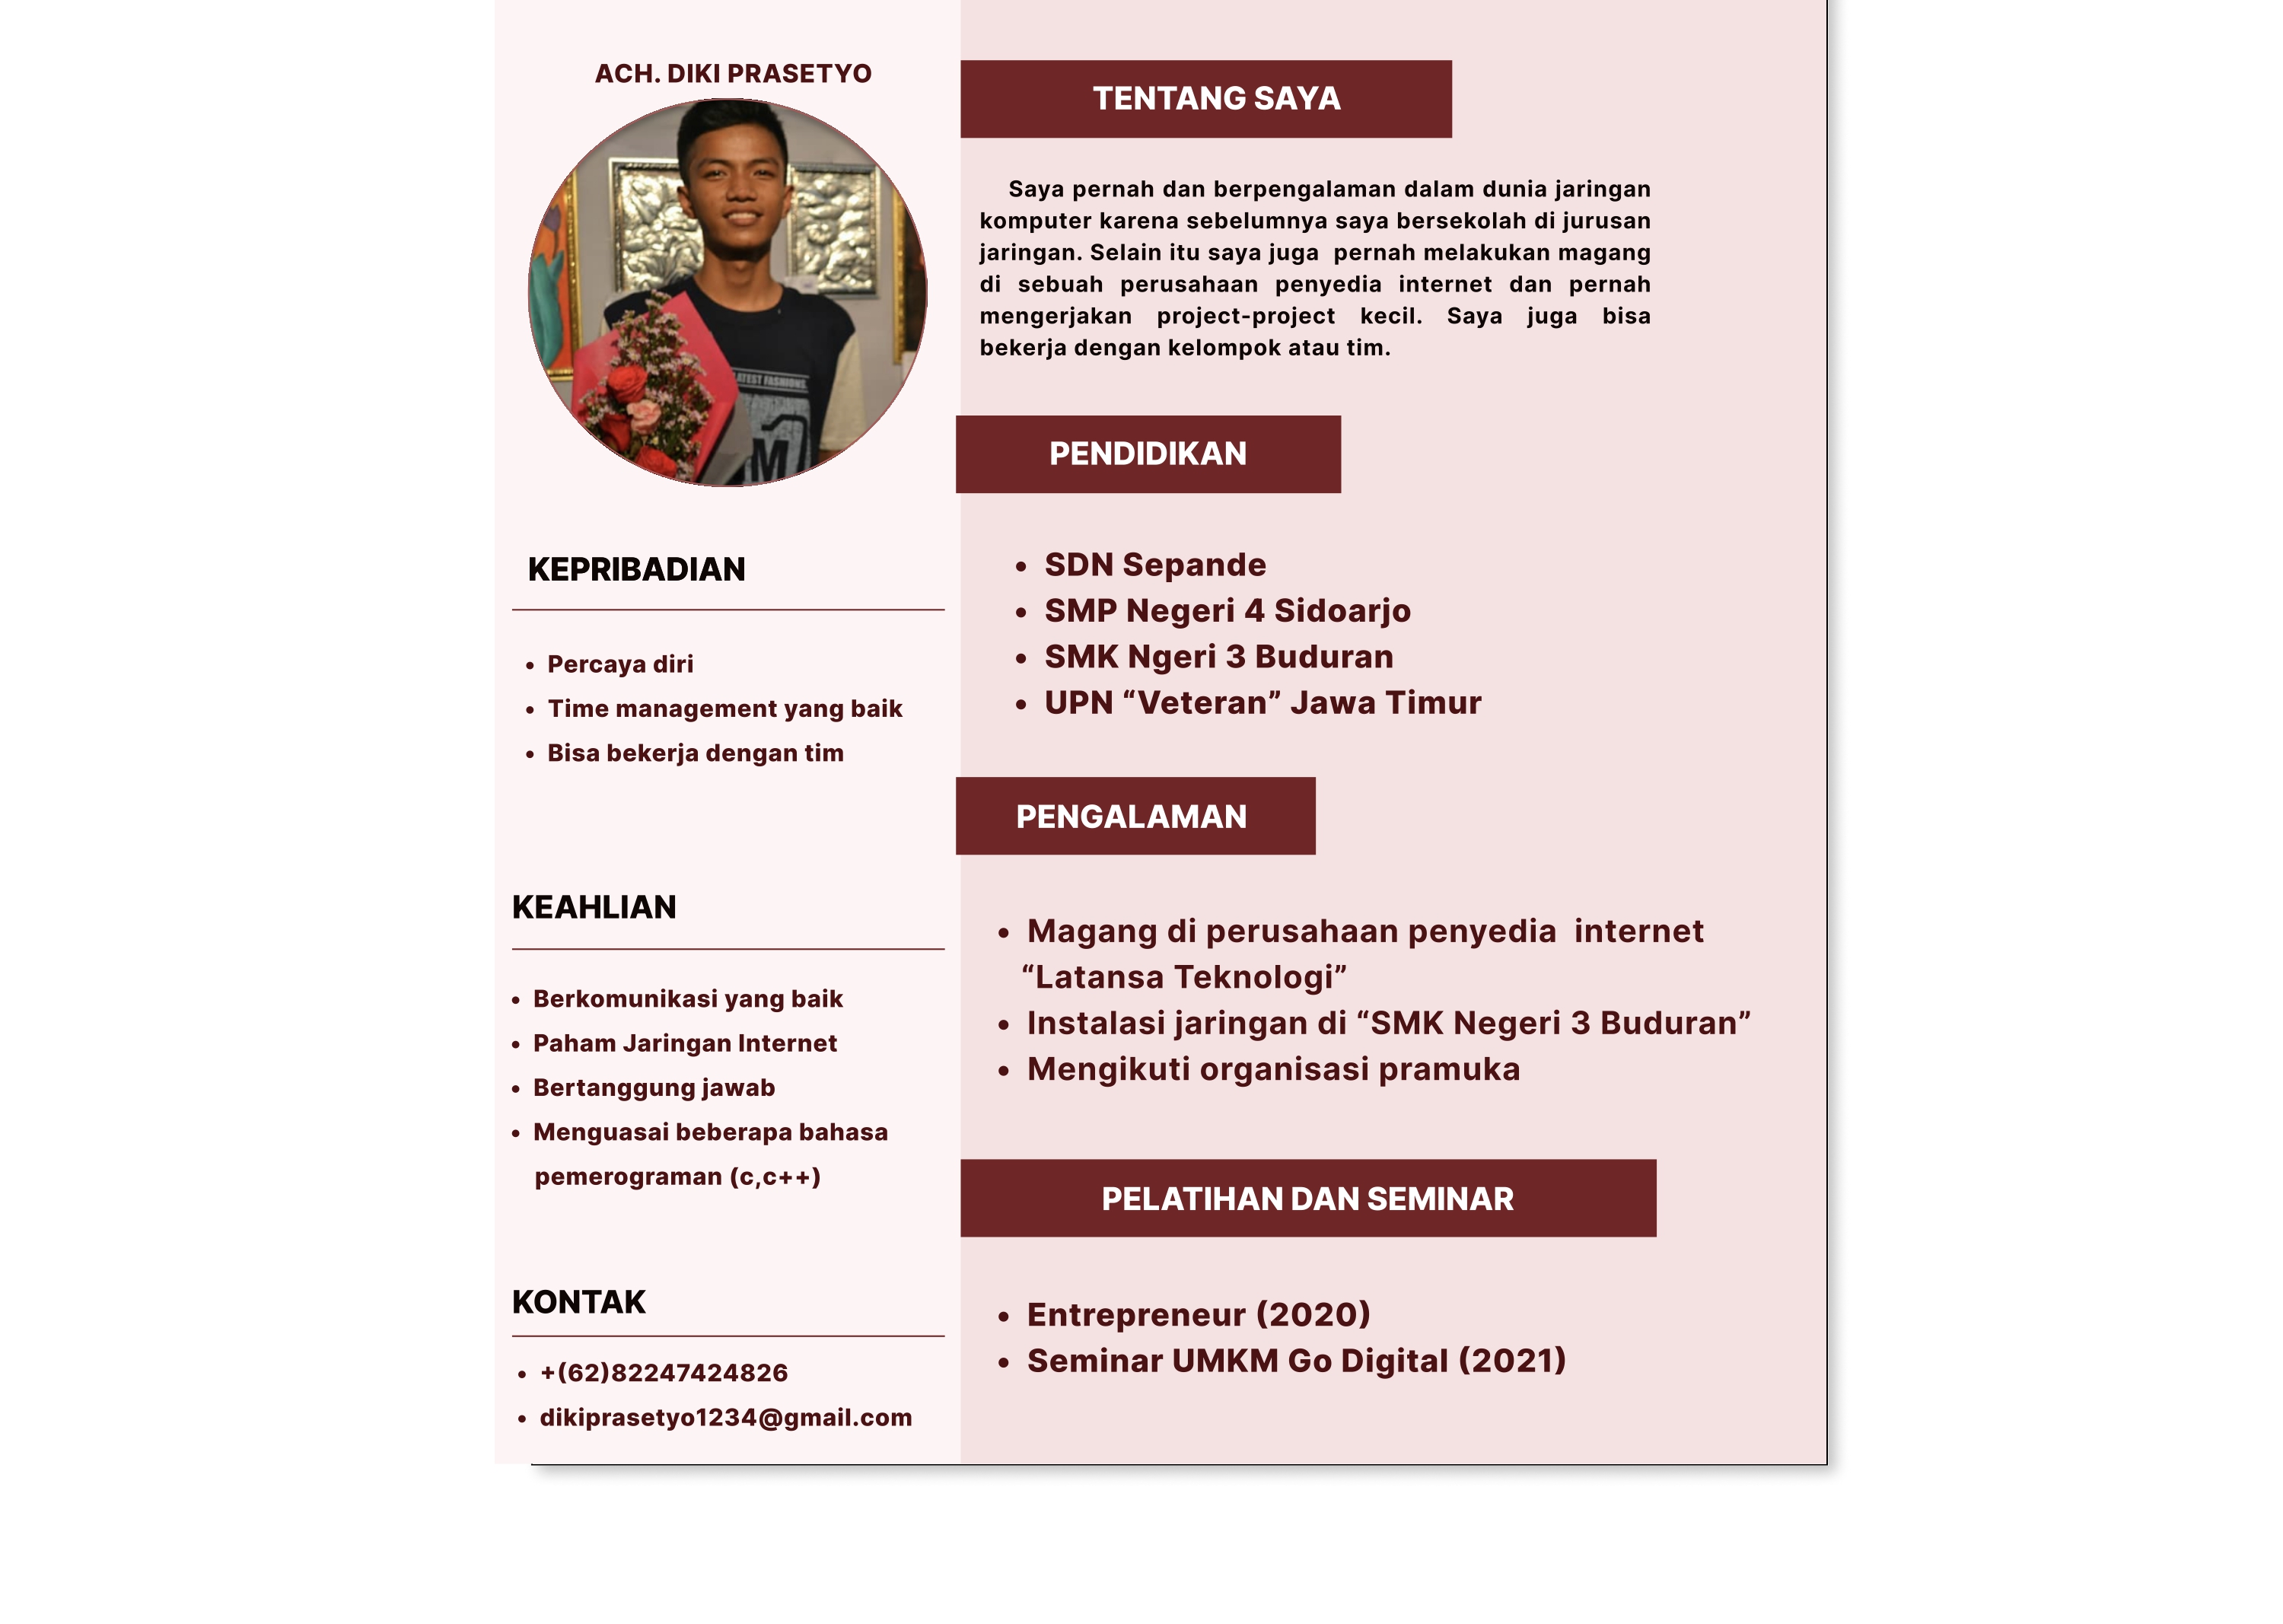 ACH. DIKI PRASETYO
ATEST FASHIONS
M
KEPRIBADIAN
• Percaya diri
• Time management yang baik
• Bisa bekerja dengan tim
KEAHLIAN
• Berkomunikasi yang baik
• Paham Jaringan Internet
• Bertanggung jawab
• Menguasai beberapa bahasa
pemerograman (c,c++)
KONTAK
• +(62)82247424826
• dikiprasetyo1234@gmail.com
TENTANG SAYA
Saya pernah dan berpengalaman dalam dunia jaringan
komputer karena sebelumnya saya bersekolah di jurusan
jaringan. Selain itu saya juga pernah melakukan magang
di sebuah perusahaan penyedia internet dan pernah
mengerjakan project-project kecil. Saya juga bisa
bekerja dengan kelompok atau tim.
PENDIDIKAN
• SDN Sepande
• SMP Negeri 4 Sidoarjo
• SMK Ngeri 3 Buduran
• UPN “Veteran” Jawa Timur
PENGALAMAN
• Magang di perusahaan penyedia internet
“Latansa Teknologi”
• Instalasi jaringan di “SMK Negeri 3 Buduran”
• Mengikuti organisasi pramuka
PELATIHAN DAN SEMINAR
• Entrepreneur (2020)
• Seminar UMKM Go Digital (2021)